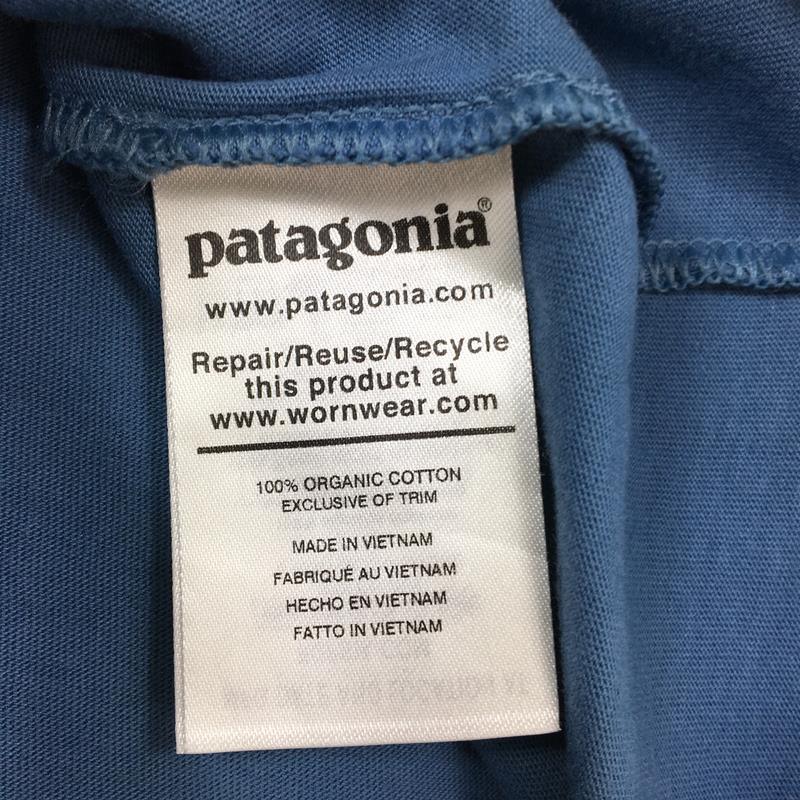 patagonia®
www.patagonia.com
Repair/Reuse/Recycle
this product at
www.wornwear.com
100% ORGANIC COTTON
EXCLUSIVE OF TRIM
MADE IN VIETNAM
FABRIQUÉ AU VIETNAM
HECHO EN VIETNAM
FATTO IN VIETNAM